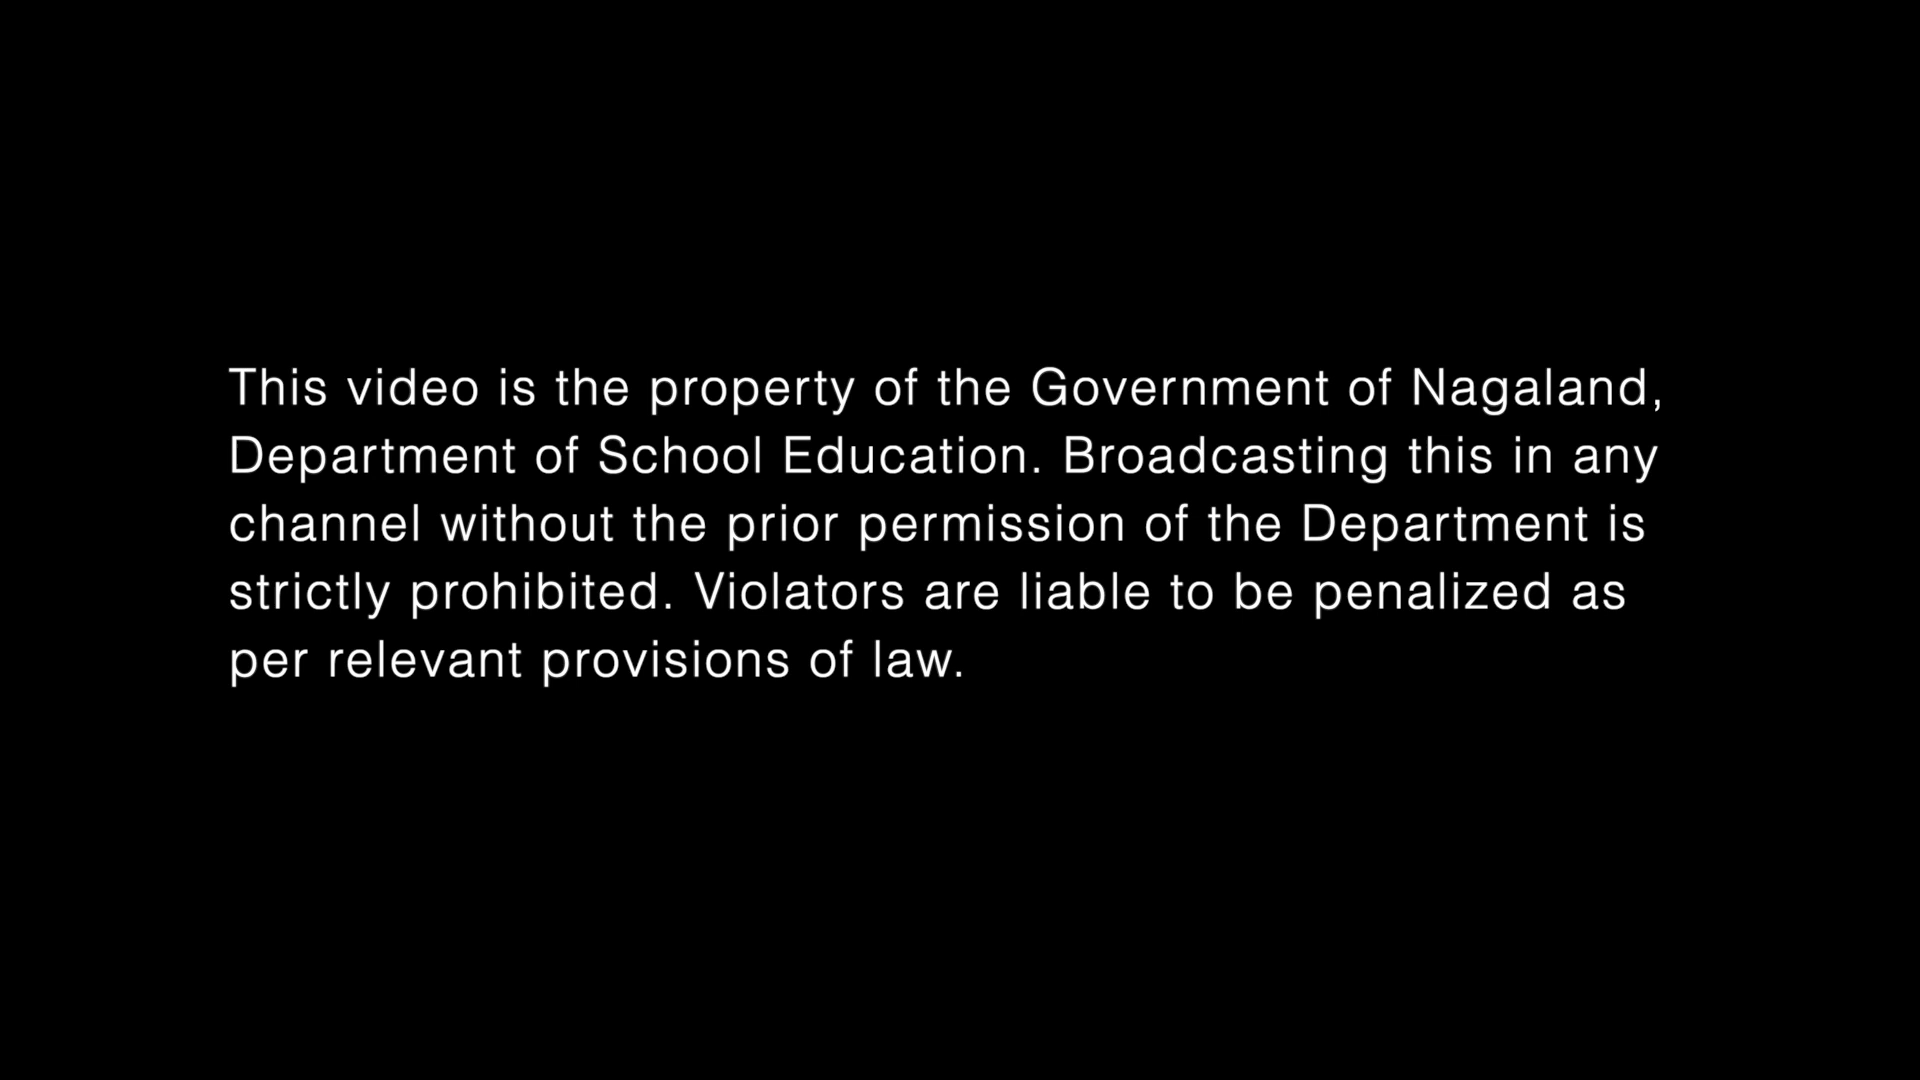 This video is the property of the Government of Nagaland,
Department of School Education. Broadcasting this in any
channel without the prior permission of the Department is
strictly prohibited. Violators are liable to be penalized as
per relevant provisions of law.